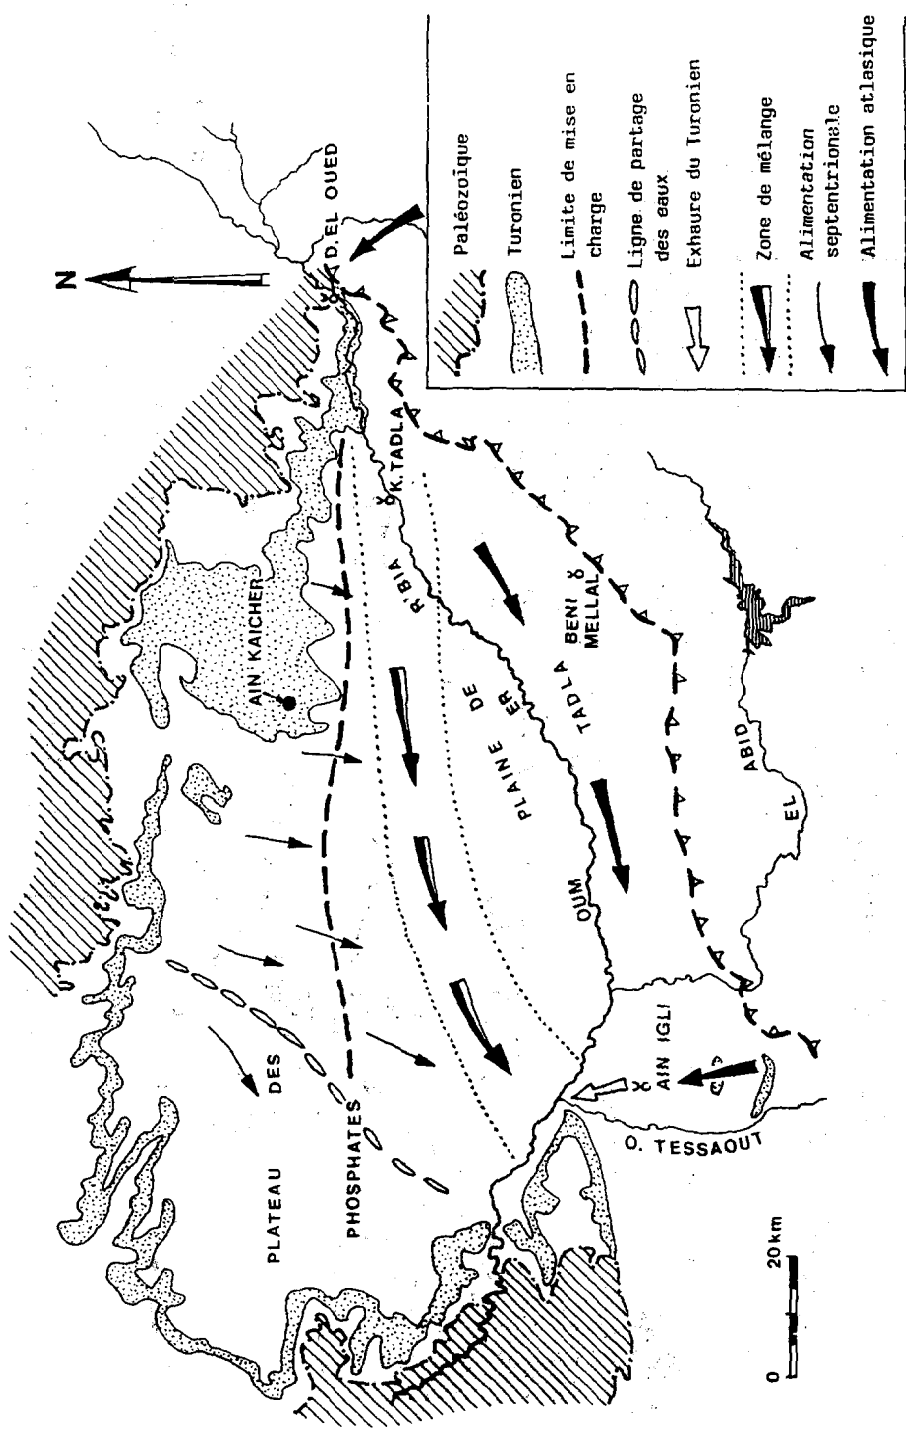 N
D. EL OUED
K. TADLA
AIN KAICHER
R'BIA
ER
OUM
PLAINE DE
TADLA
BENI
MELLAL
EL
ABID
PLATEAU DES
PHOSPHATES
AIN IGLI
O. TESSAOUT
0 20 km
Paléozoïque
Turonien
Limite de mise en
charge
Ligne de partage
des eaux
Exhaure du Turonien
Zone de mélange
Alimentation
septentrionale
Alimentation atlasique